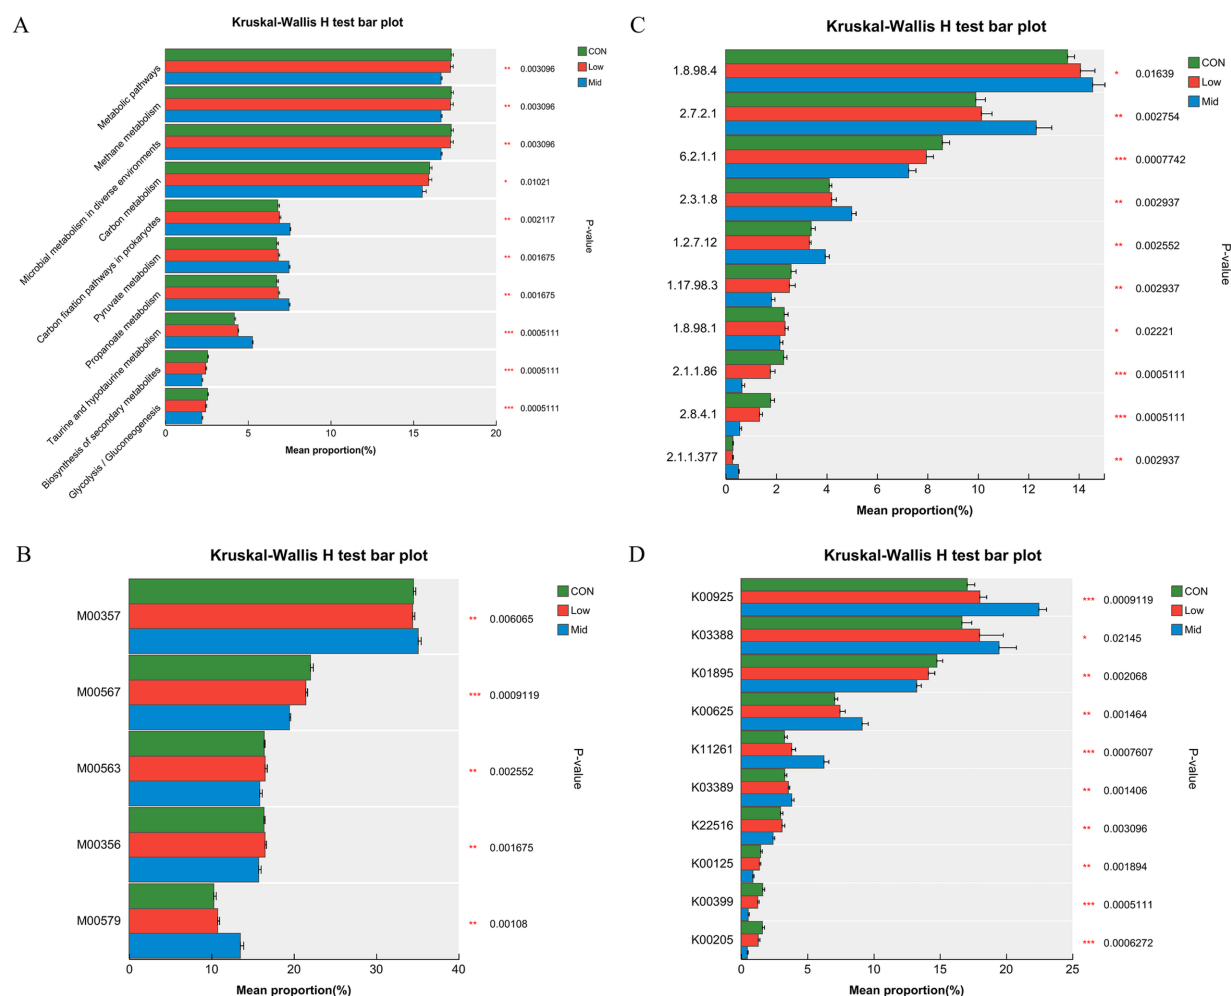 A
Kruskal-Wallis H test bar plot
CON
Low
Mid
Metabolic pathways
Methane metabolism
Microbial metabolism in diverse environments
Carbon metabolism
Carbon fixation pathways in prokaryotes
Pyruvate metabolism
Propanoate metabolism
Taurine and hypotaurine metabolism
Biosynthesis of secondary metabolites
Glycolysis / Gluconeogenesis
** 0.003096
** 0.003096
** 0.003096
* 0.01021
** 0.002117
** 0.001675
** 0.001675
*** 0.0005111
*** 0.0005111
*** 0.0005111
P-value
0 5 10 15 20
Mean proportion(%)
C
Kruskal-Wallis H test bar plot
CON
Low
Mid
1.8.98.4 * 0.01639
2.7.2.1 ** 0.002754
6.2.1.1 *** 0.0007742
2.3.1.8 ** 0.002937
1.2.7.12 ** 0.002552
1.17.98.3 ** 0.002937
1.8.98.1 * 0.02221
2.1.1.86 *** 0.0005111
2.8.4.1 *** 0.0005111
2.1.1.377 ** 0.002937
P-value
0 2 4 6 8 10 12 14
Mean proportion(%)
B
Kruskal-Wallis H test bar plot
CON
Low
Mid
M00357 ** 0.006065
M00567 *** 0.0009119
M00563 ** 0.002552
M00356 ** 0.001675
M00579 ** 0.00108
P-value
0 10 20 30 40
Mean proportion(%)
D
Kruskal-Wallis H test bar plot
CON
Low
Mid
K00925 *** 0.0009119
K03388 * 0.02145
K01895 ** 0.002068
K00625 ** 0.001464
K11261 *** 0.0007607
K03389 ** 0.001406
K22516 ** 0.003096
K00125 ** 0.001894
K00399 *** 0.0005111
K00205 *** 0.0006272
P-value
0 5 10 15 20 25
Mean proportion(%)